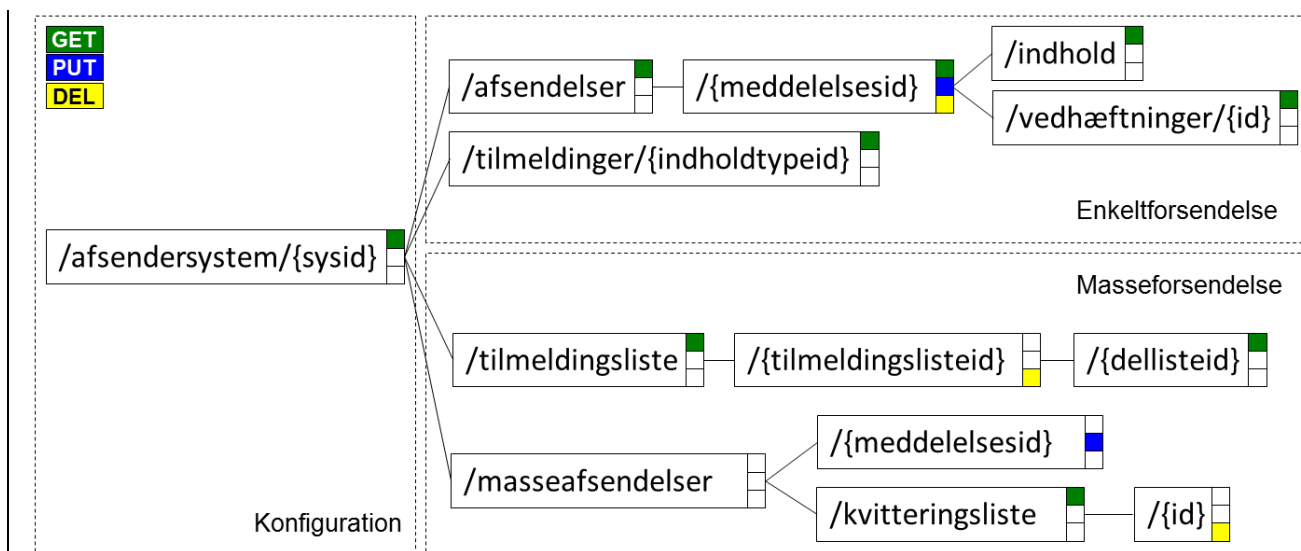 GET
PUT
DEL
/afsendelser
/{meddelelsesid}
/indhold
/vedhæftninger/{id}
/tilmeldinger/{indholdtypeid}
Enkeltforsendelse
/afsendersystem/{sysid}
Masseforsendelse
/tilmeldingsliste
/{tilmeldingslisteid}
/{dellisteid}
/masseafsendelser
/{meddelelsesid}
/kvitteringsliste
/{id}
Konfiguration